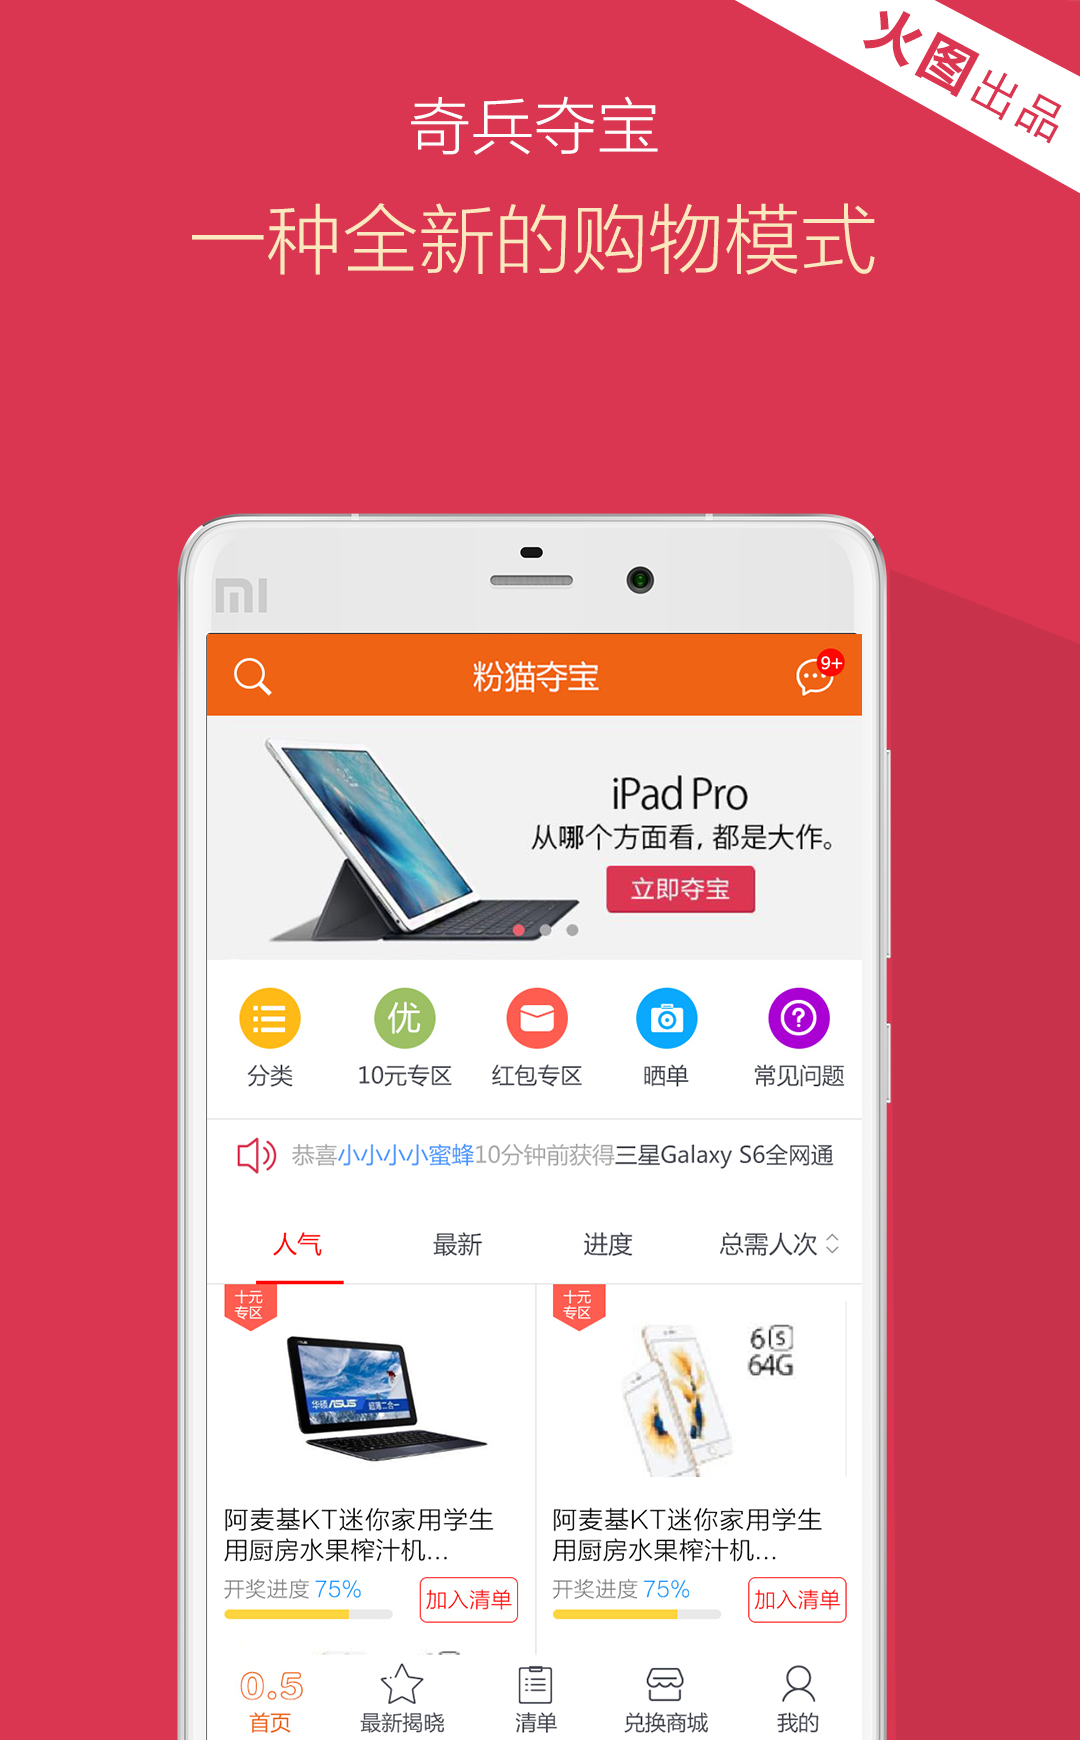 火图出品
奇兵夺宝
一种全新的购物模式
MI
粉猫夺宝
9+
iPad Pro
从哪个方面看，都是大作。
立即夺宝
优
分类
10元专区
红包专区
晒单
常见问题
恭喜小小小小蜜蜂10分钟前获得三星Galaxy S6全网通
人气
最新
进度
总需人次
十元
专区
华硕 ASUS 超薄二合一
阿麦基KT迷你家用学生
用厨房水果榨汁机...
开奖进度 75%
加入清单
十元
专区
6S
64G
阿麦基KT迷你家用学生
用厨房水果榨汁机...
开奖进度 75%
加入清单
0.5
首页
最新揭晓
清单
兑换商城
我的